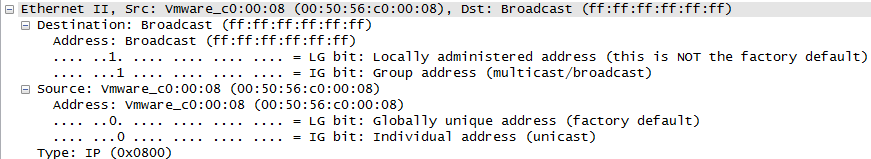 Ethernet II, Src: Vmware_c0:00:08 (00:50:56:c0:00:08), Dst: Broadcast (ff:ff:ff:ff:ff:ff)
Destination: Broadcast (ff:ff:ff:ff:ff:ff)
Address: Broadcast (ff:ff:ff:ff:ff:ff)
.... ..1. .... .... .... .... = LG bit: Locally administered address (this is NOT the factory default)
.... ...1 .... .... .... .... = IG bit: Group address (multicast/broadcast)
Source: Vmware_c0:00:08 (00:50:56:c0:00:08)
Address: Vmware_c0:00:08 (00:50:56:c0:00:08)
.... ..0. .... .... .... .... = LG bit: Globally unique address (factory default)
.... ...0 .... .... .... .... = IG bit: Individual address (unicast)
Type: IP (0x0800)